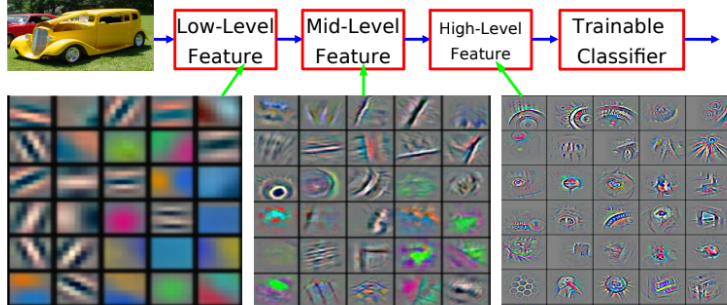 Low-Level
Feature
Mid-Level
Feature
High-Level
Feature
Trainable
Classifier